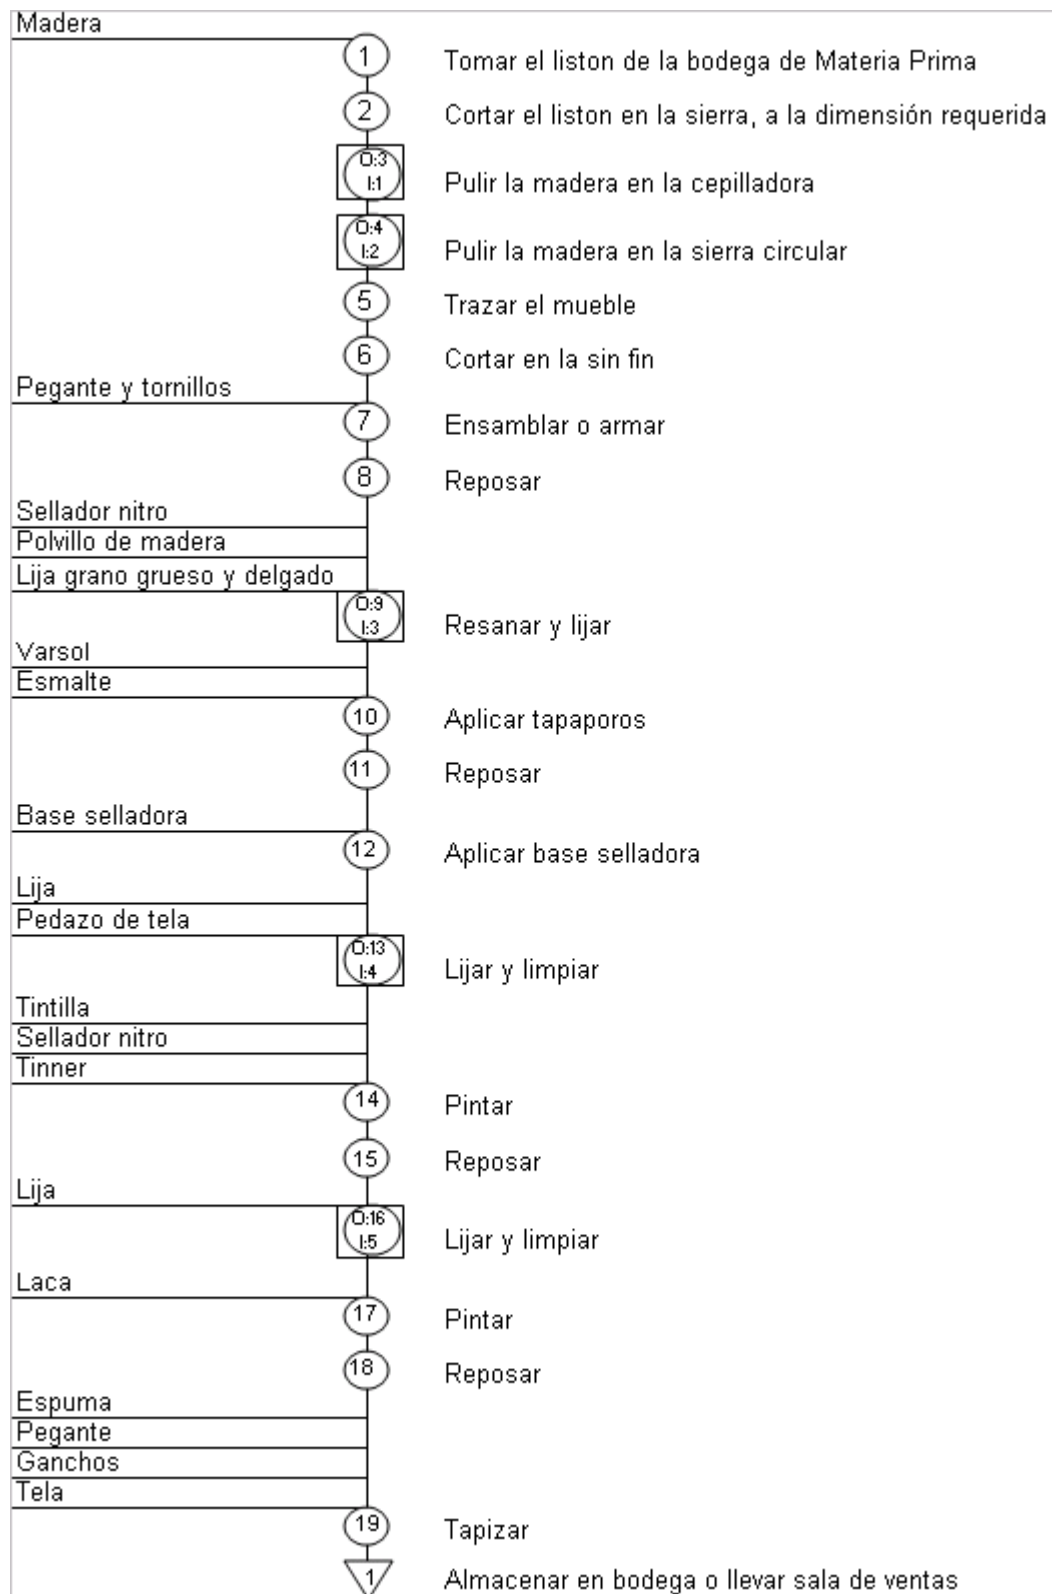 Madera
1
Tomar el liston de la bodega de Materia Prima
2
Cortar el liston en la sierra, a la dimensión requerida
O:3
I:1
Pulir la madera en la cepilladora
O:4
I:2
Pulir la madera en la sierra circular
5
Trazar el mueble
6
Cortar en la sin fin
Pegante y tornillos
7
Ensamblar o armar
8
Reposar
Sellador nitro
Polvillo de madera
Lija grano grueso y delgado
O:9
I:3
Resanar y lijar
Varsol
Esmalte
10
Aplicar tapaporos
11
Reposar
Base selladora
12
Aplicar base selladora
Lija
Pedazo de tela
O:13
I:4
Lijar y limpiar
Tintilla
Sellador nitro
Tinner
14
Pintar
15
Reposar
Lija
O:16
I:5
Lijar y limpiar
Laca
17
Pintar
18
Reposar
Espuma
Pegante
Ganchos
Tela
19
Tapizar
1
Almacenar en bodega o llevar sala de ventas